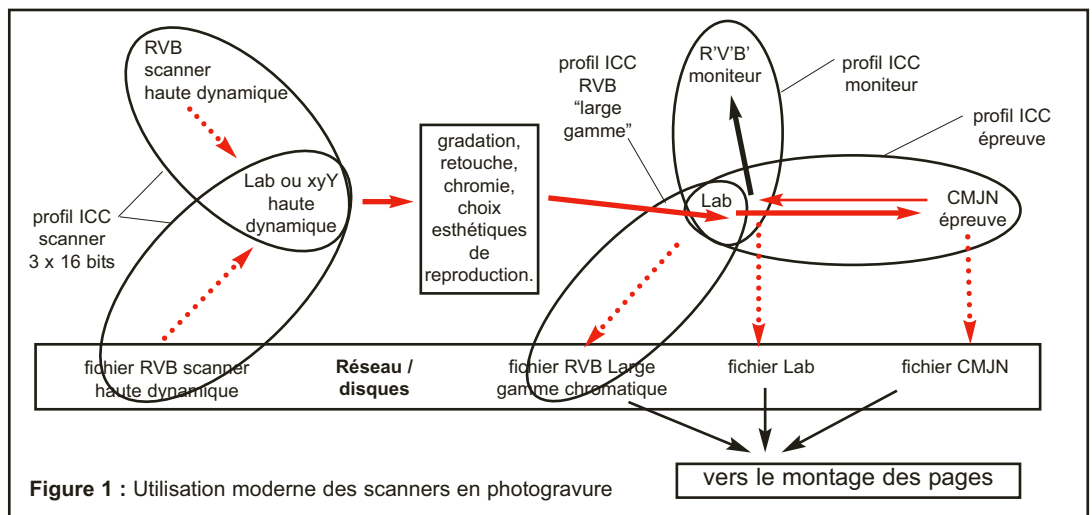 RVB
scanner
haute dynamique
Lab ou xyY
haute
dynamique
profil ICC
scanner
3 x 16 bits
gradation,
retouche,
chromie,
choix
esthétiques
de
reproduction.
profil ICC
RVB
“large
gamme”
R'V'B'
moniteur
profil ICC
moniteur
profil ICC
épreuve
Lab
CMJN
épreuve
fichier RVB scanner
haute dynamique
Réseau /
disques
fichier RVB Large
gamme chromatique
fichier Lab
fichier CMJN
vers le montage des pages
Figure 1 : Utilisation moderne des scanners en photogravure